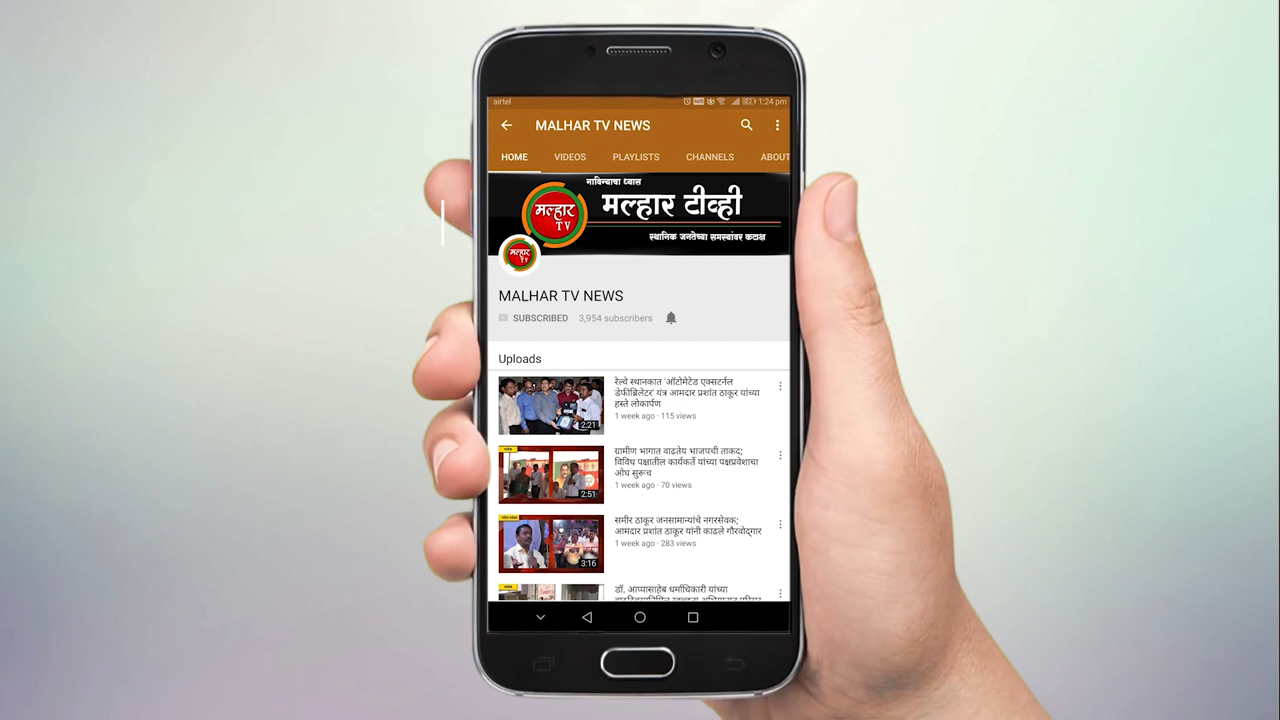 airtel 1:24 pm
MALHAR TV NEWS
HOME VIDEOS PLAYLISTS CHANNELS ABOUT
नाविन्याचा ध्यास
मल्हार टीव्ही
स्थानिक जनतेच्या समस्यांवर कटाक्ष
मल्हार
TV
मल्हार
TV
MALHAR TV NEWS
SUBSCRIBED 3,954 subscribers
Uploads
रेल्वे स्थानकात 'ऑटोमेटेड एक्सटर्नल
डेफीब्रिलेटर' यंत्र आमदार प्रशांत ठाकूर यांच्या
हस्ते लोकार्पण
1 week ago · 115 views
2:21
ग्रामीण भागात वाढतेय भाजपची ताकद;
विविध पक्षातील कार्यकर्ते यांच्या पक्षप्रवेशाचा
ओघ सुरूच
1 week ago · 70 views
2:51
समीर ठाकूर जनसामान्यांचे नगरसेवक;
आमदार प्रशांत ठाकूर यांनी काढले गौरवोद्गार
1 week ago · 283 views
3:16
डॉ. आप्पासाहेब धर्माधिकारी यांच्या